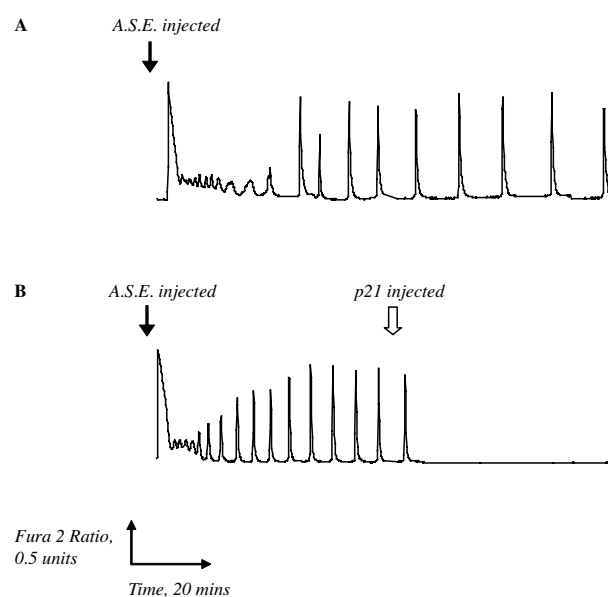 A
A.S.E. injected
B
A.S.E. injected
p21 injected
Fura 2 Ratio,
0.5 units
Time, 20 mins